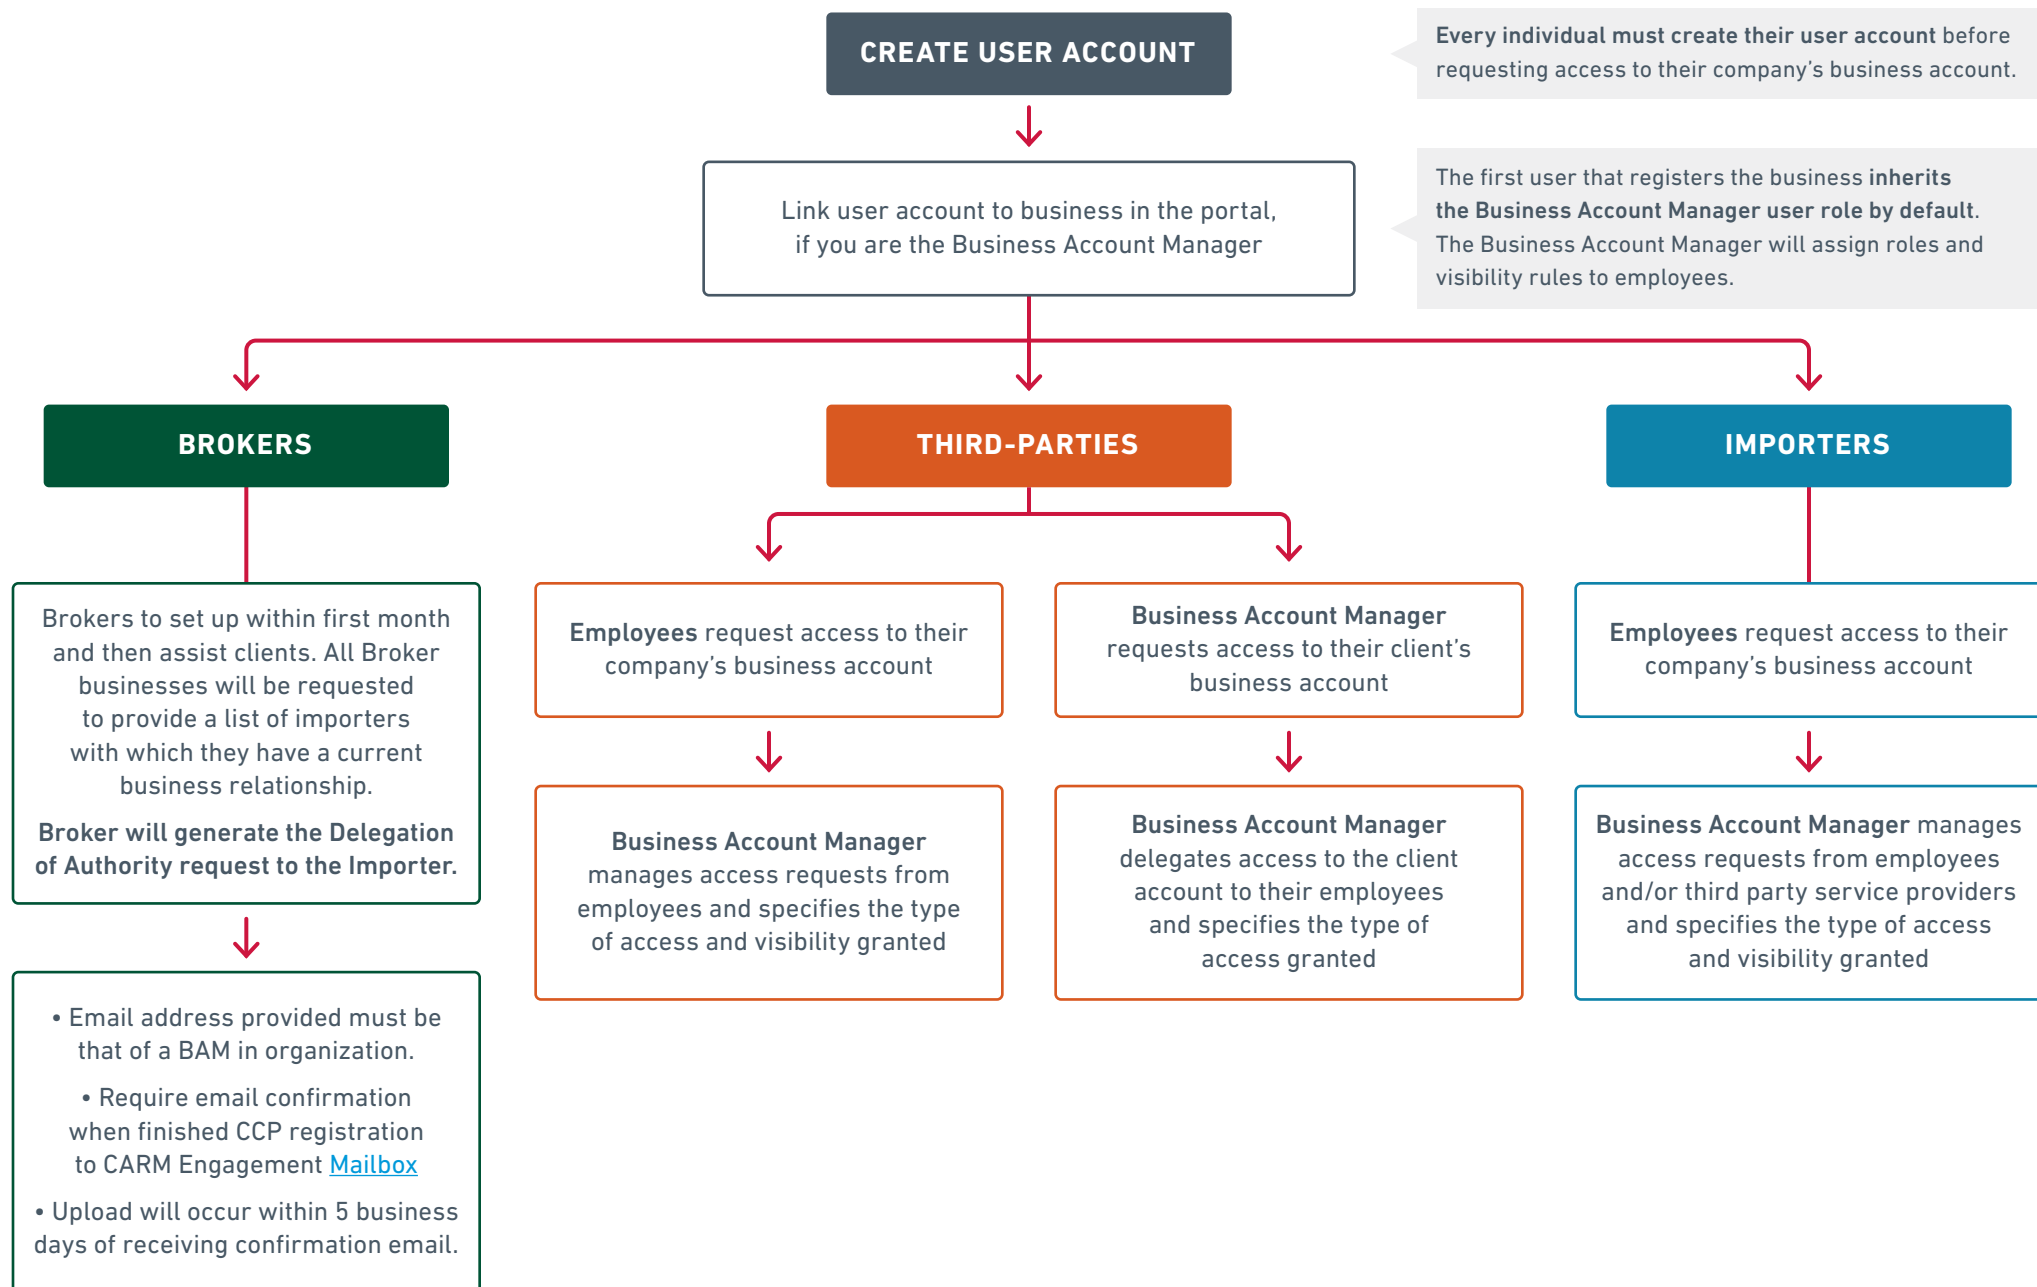 CREATE USER ACCOUNT
Every individual must create their user account before
requesting access to their company's business account.
Link user account to business in the portal,
if you are the Business Account Manager
The first user that registers the business inherits
the Business Account Manager user role by default.
The Business Account Manager will assign roles and
visibility rules to employees.
BROKERS
Brokers to set up within first month
and then assist clients. All Broker
businesses will be requested
to provide a list of importers
with which they have a current
business relationship.
Broker will generate the Delegation
of Authority request to the Importer.
• Email address provided must be
that of a BAM in organization.
• Require email confirmation
when finished CCP registration
to CARM Engagement Mailbox
• Upload will occur within 5 business
days of receiving confirmation email.
THIRD-PARTIES
Employees request access to their
company's business account
Business Account Manager
manages access requests from
employees and specifies the type
of access and visibility granted
Business Account Manager
requests access to their client's
business account
Business Account Manager
delegates access to the client
account to their employees
and specifies the type of
access granted
IMPORTERS
Employees request access to their
company's business account
Business Account Manager manages
access requests from employees
and/or third party service providers
and specifies the type of access
and visibility granted